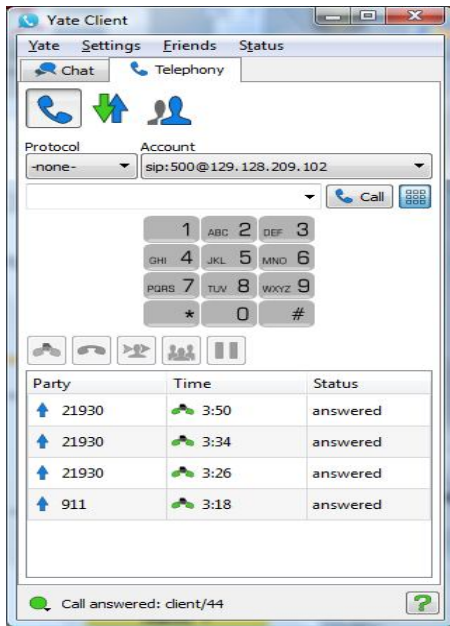 Yate Client
Yate Settings Friends Status
Chat Telephony
Protocol Account
-none- sip:500@129.128.209.102
Call
1 ABC 2 DEF 3
GHI 4 JKL 5 MNO 6
PQRS 7 TUV 8 WXYZ 9
* 0 #
Party Time Status
21930 3:50 answered
21930 3:34 answered
21930 3:26 answered
911 3:18 answered
Call answered: client/44 ?